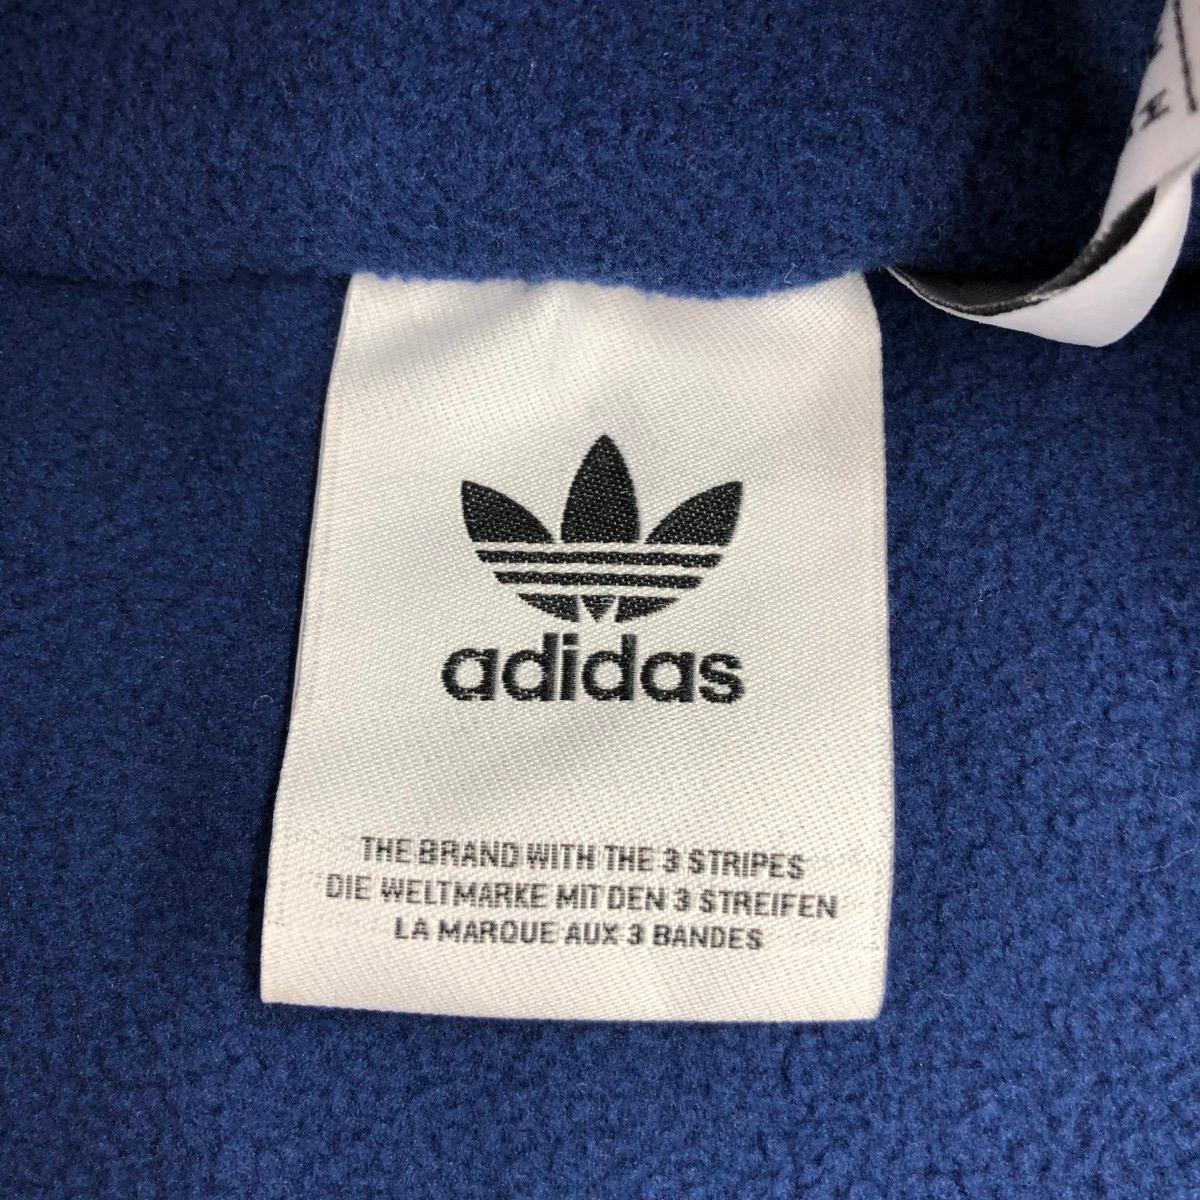 adidas
THE BRAND WITH THE 3 STRIPES
DIE WELTMARKE MIT DEN 3 STREIFEN
LA MARQUE AUX 3 BANDES